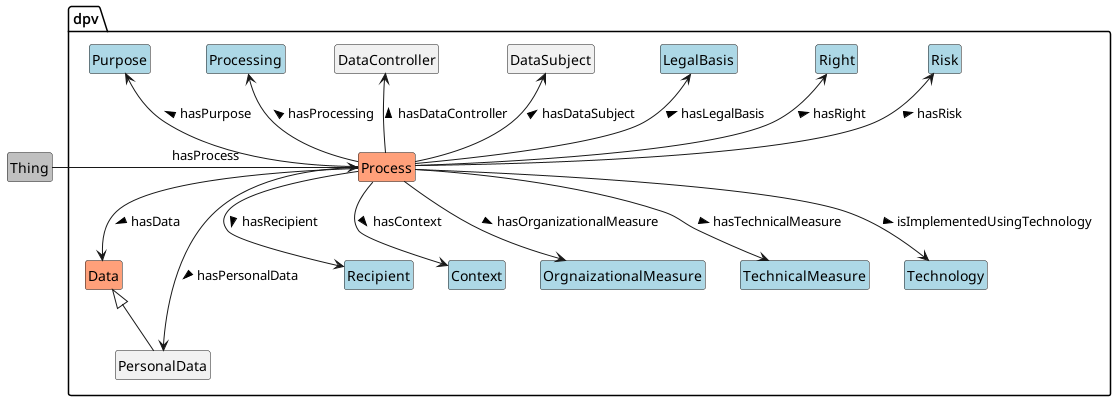 dpv
Purpose
Processing
DataController
DataSubject
LegalBasis
Right
Risk
hasPurpose
hasProcessing
hasDataController
hasDataSubject
hasLegalBasis
hasRight
hasRisk
hasProcess
Thing
Process
hasData
hasRecipient
hasContext
hasOrganizationalMeasure
hasTechnicalMeasure
isImplementedUsingTechnology
hasPersonalData
Data
Recipient
Context
OrgnaizationalMeasure
TechnicalMeasure
Technology
PersonalData